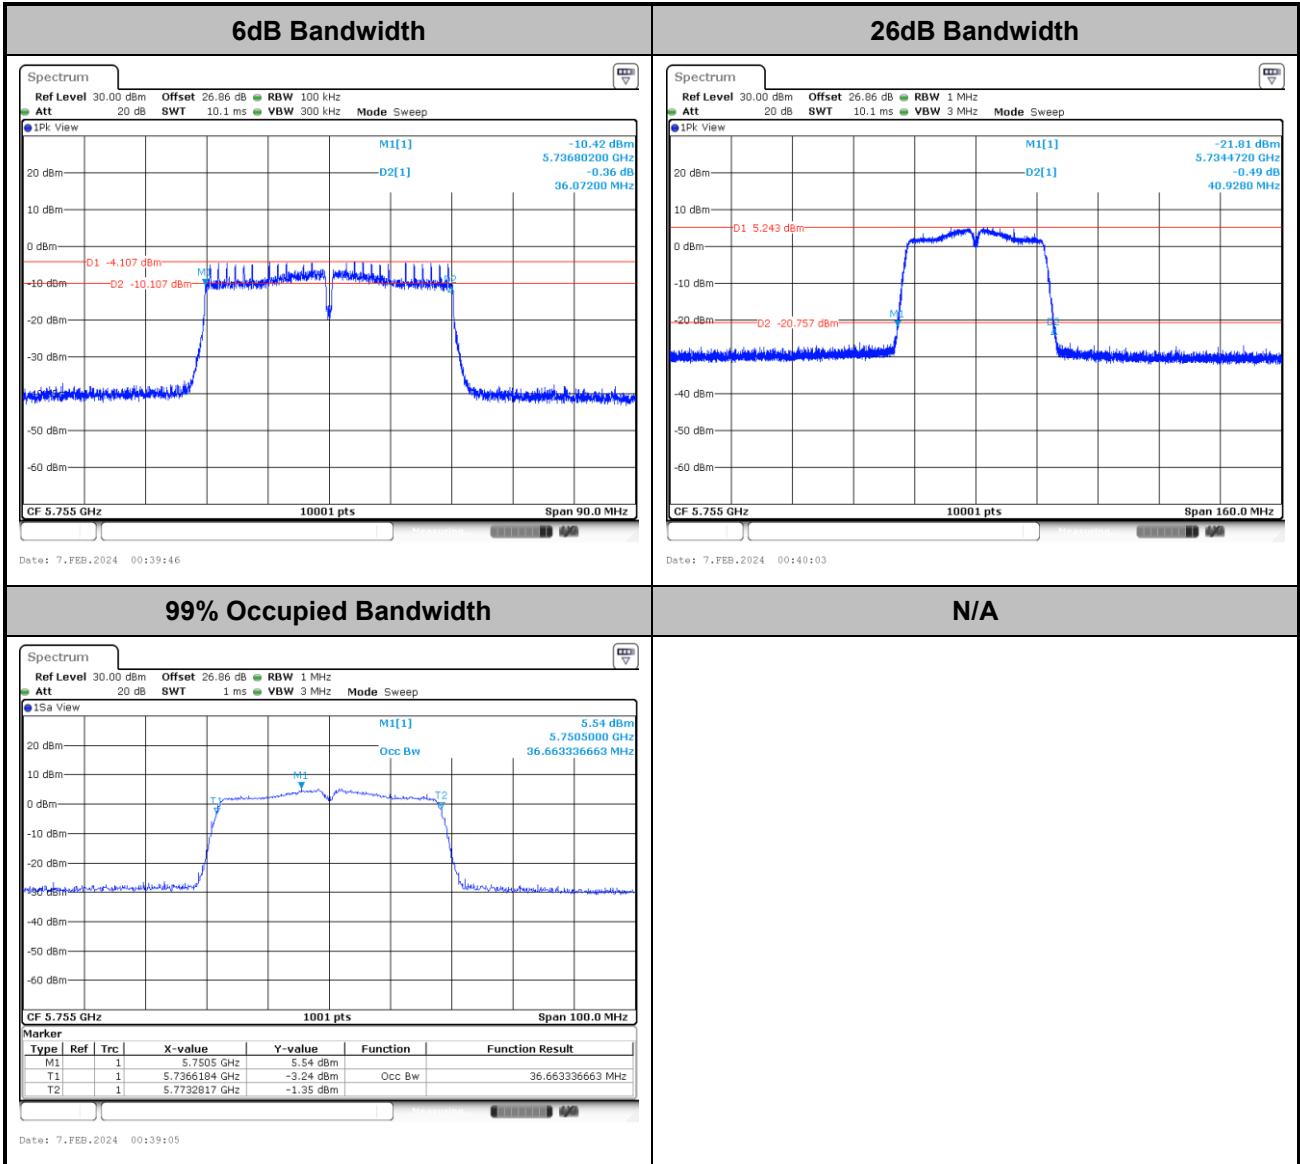 6dB Bandwidth
26dB Bandwidth
Spectrum
Ref Level 30.00 dBm Offset 26.86 dB RBW 100 kHz
Att 20 dB SWT 10.1 ms VBW 300 kHz Mode Sweep
1Pk View
M1[1] -10.42 dBm
5.73680200 GHz
D2[1] -0.36 dB
36.07200 MHz
20 dBm
10 dBm
0 dBm
D1 -4.107 dBm
M1
D2
-10 dBm
D2 -10.107 dBm
-20 dBm
-30 dBm
-40 dBm
-50 dBm
-60 dBm
CF 5.755 GHz 10001 pts Span 90.0 MHz
Date: 7.FEB.2024 00:39:46
Spectrum
Ref Level 30.00 dBm Offset 26.86 dB RBW 1 MHz
Att 20 dB SWT 10.1 ms VBW 3 MHz Mode Sweep
1Pk View
M1[1] -21.81 dBm
5.7344720 GHz
D2[1] -0.49 dB
40.9280 MHz
20 dBm
10 dBm
D1 5.243 dBm
0 dBm
-10 dBm
M1
D2
-20 dBm
D2 -20.757 dBm
-30 dBm
-40 dBm
-50 dBm
-60 dBm
CF 5.755 GHz 10001 pts Span 160.0 MHz
Measuring...
Date: 7.FEB.2024 00:40:03
99% Occupied Bandwidth
N/A
Spectrum
Ref Level 30.00 dBm Offset 26.86 dB RBW 1 MHz
Att 20 dB SWT 1 ms VBW 3 MHz Mode Sweep
1Sa View
M1[1] 5.54 dBm
5.7505000 GHz
Occ Bw 36.663336663 MHz
20 dBm
10 dBm
M1
T1
T2
0 dBm
-10 dBm
-20 dBm
-30 dBm
-40 dBm
-50 dBm
-60 dBm
CF 5.755 GHz 1001 pts Span 100.0 MHz
Marker
Type Ref Trc X-value Y-value Function Function Result
M1 1 5.7505 GHz 5.54 dBm
T1 1 5.7366184 GHz -3.24 dBm Occ Bw 36.663336663 MHz
T2 1 5.7732817 GHz -1.35 dBm
Date: 7.FEB.2024 00:39:05